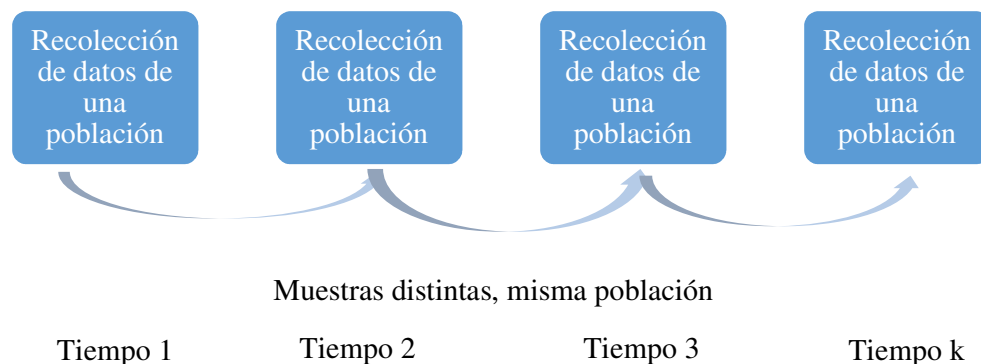 Recolección
de datos de
una
población
Recolección
de datos de
una
población
Recolección
de datos de
una
población
Recolección
de datos de
una
población
Muestras distintas, misma población
Tiempo 1
Tiempo 2
Tiempo 3
Tiempo k